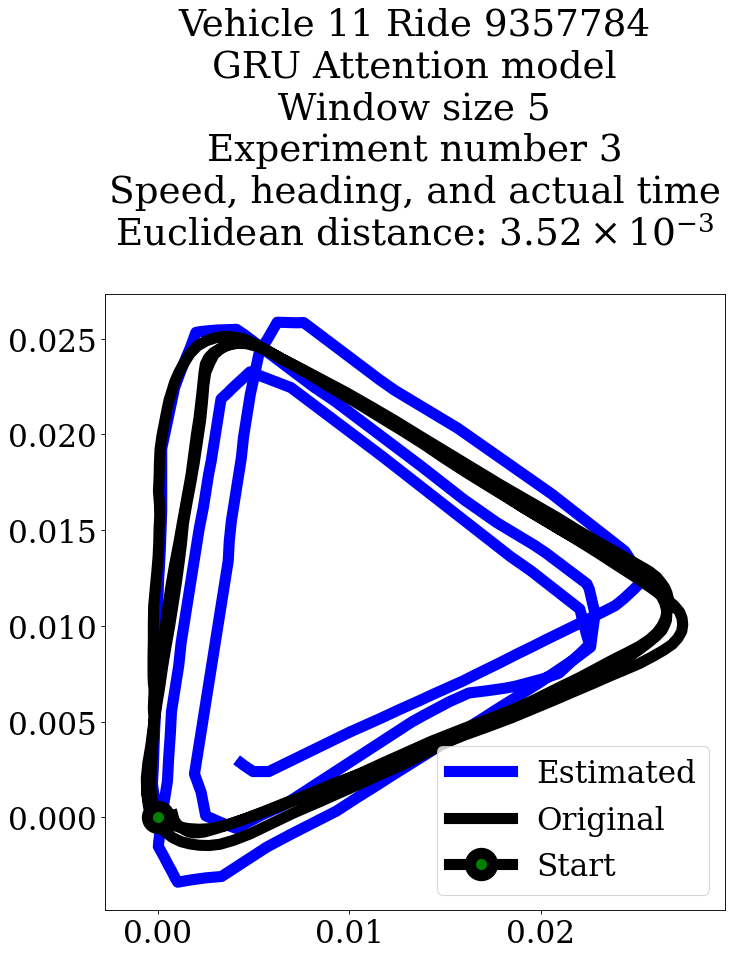 Vehicle 11 Ride 9357784
GRU Attention model
Window size 5
Experiment number 3
Speed, heading, and actual time
Euclidean distance: 3.52 × 10⁻³
0.025
0.020
0.015
0.010
0.005
0.000
Estimated
Original
Start
0.00 0.01 0.02